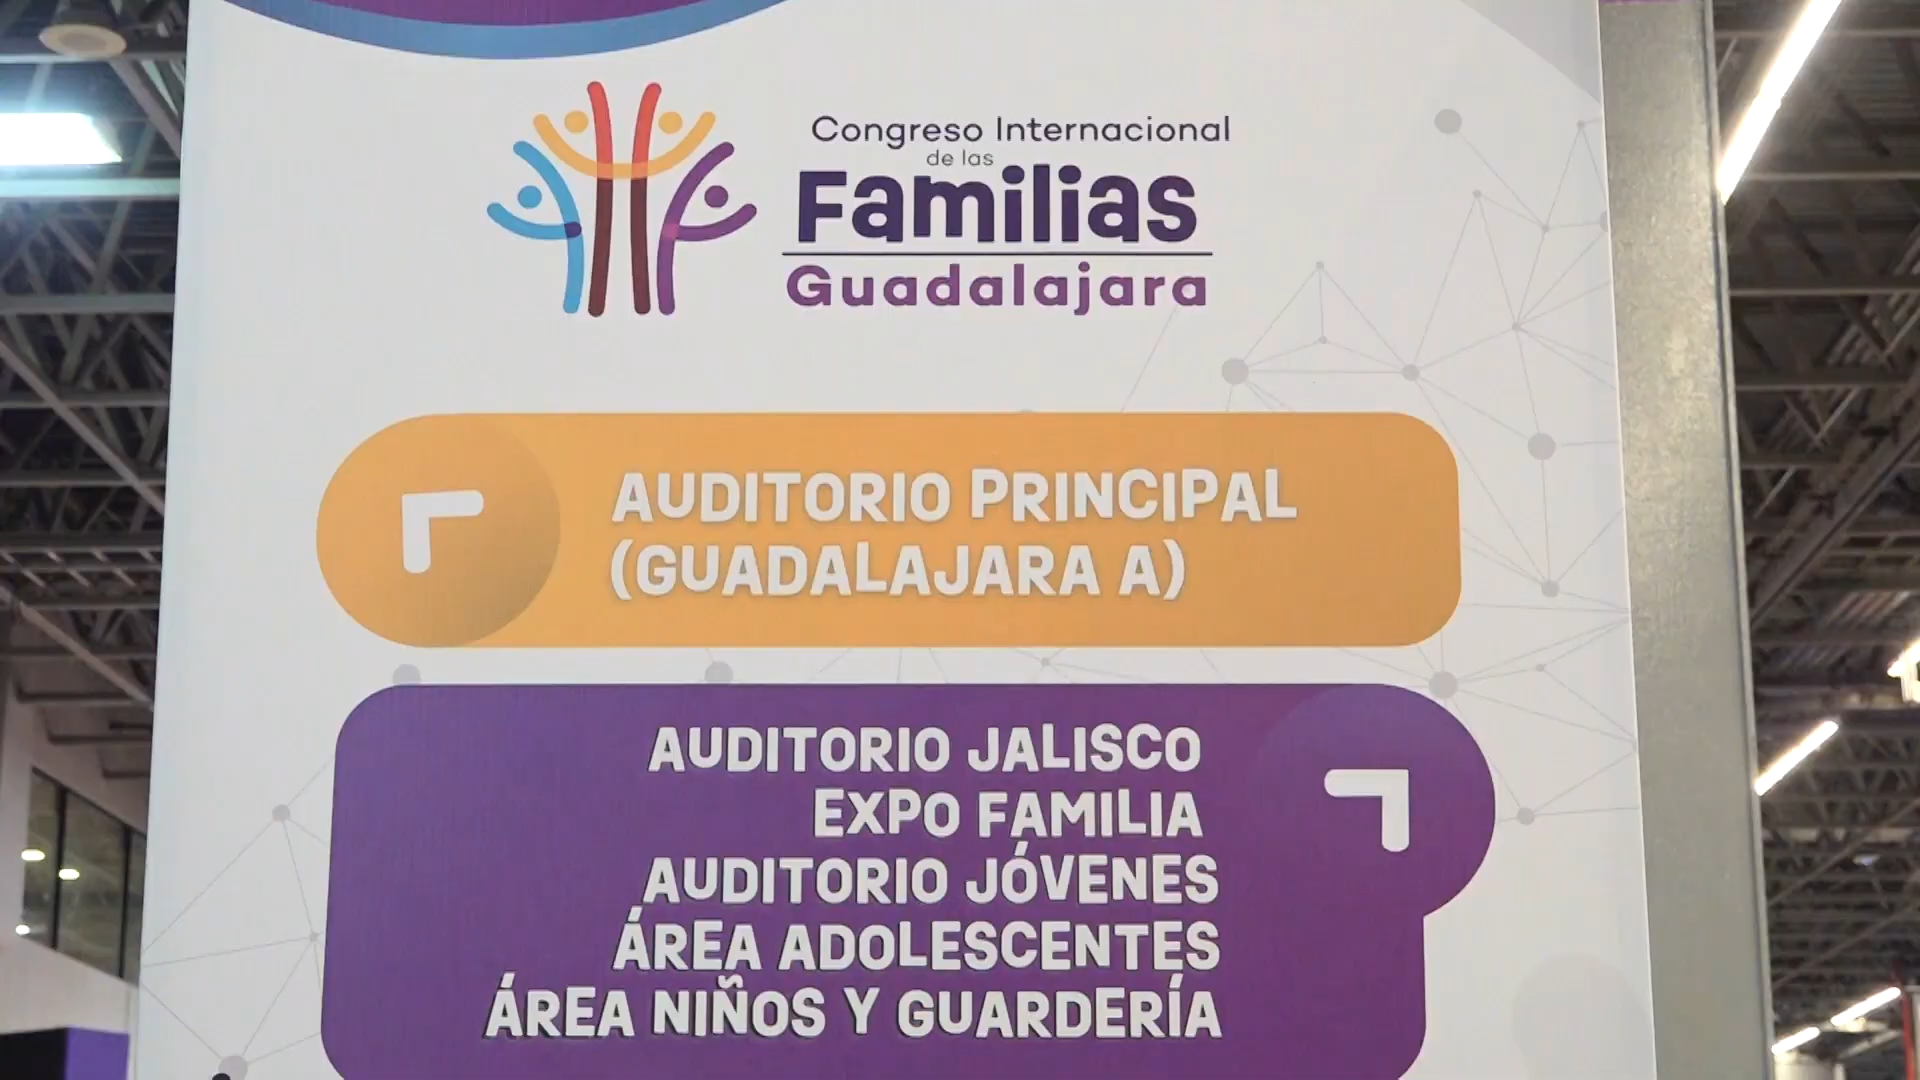 Congreso Internacional
de las
Familias
Guadalajara
AUDITORIO PRINCIPAL
(GUADALAJARA A)
AUDITORIO JALISCO
EXPO FAMILIA
AUDITORIO JÓVENES
ÁREA ADOLESCENTES
ÁREA NIÑOS Y GUARDERÍA